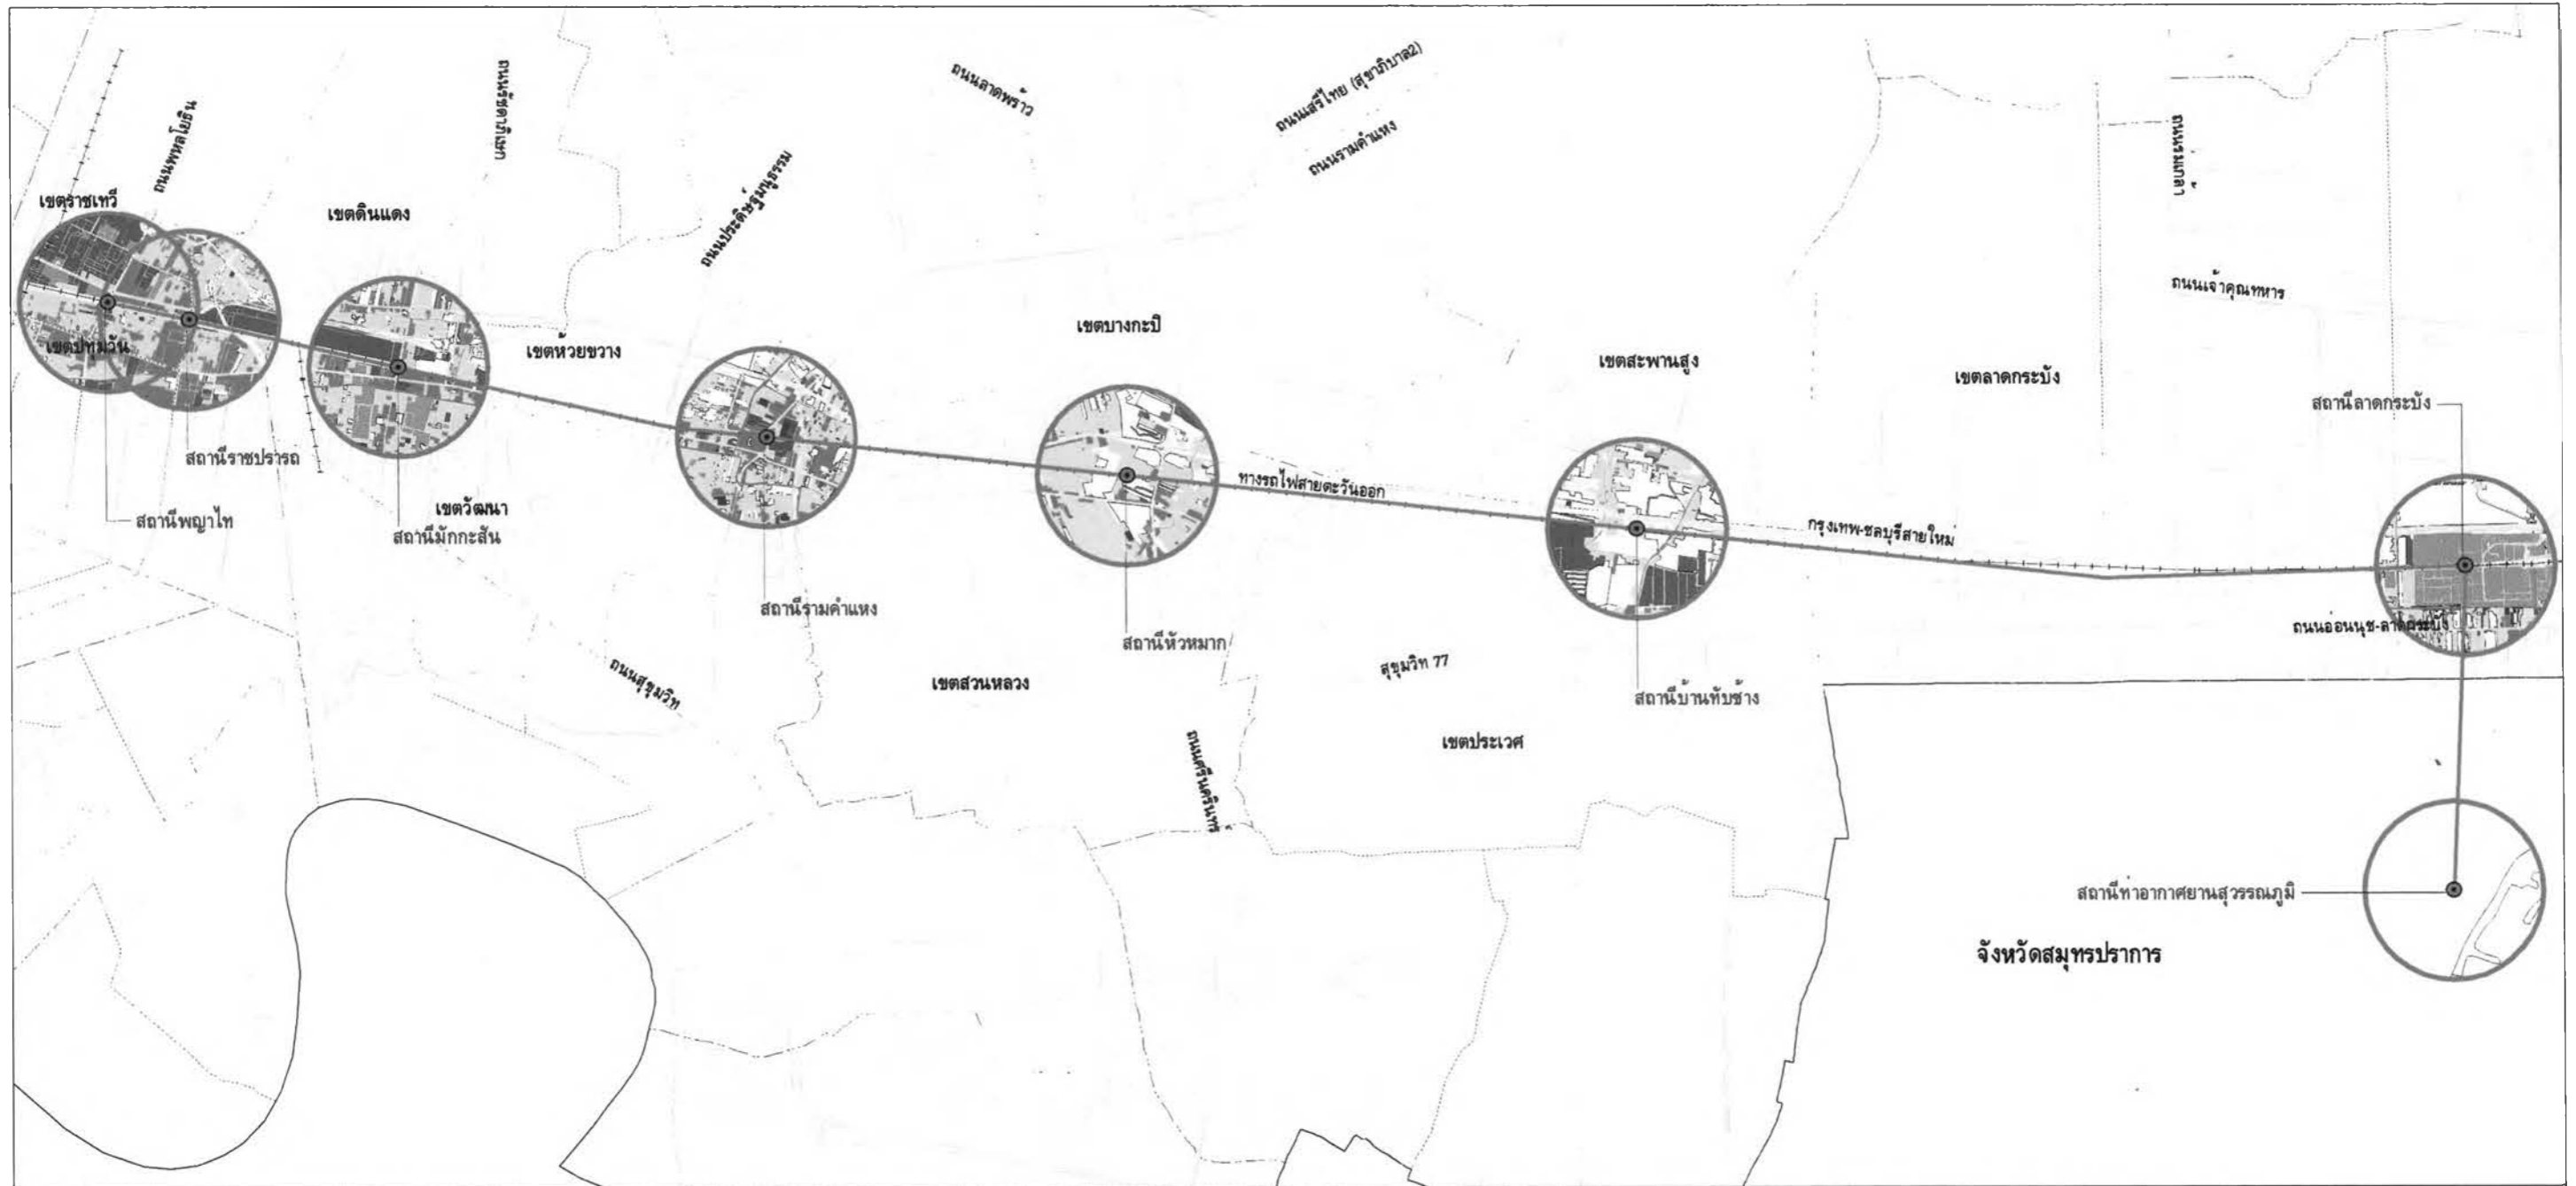 ถนนพหลโยธิน
ถนนรัชดาภิเษก
ถนนลาดพร้าว
ถนนเสรีไทย (สุขาภิบาล2)
ถนนรามคำแหง
ถนนร่มเกล้า
ถนนประดิษฐ์มนูธรรม
เขตราชเทวี
เขตดินแดง
ถนนเจ้าคุณทหาร
เขตบางกะปิ
เขตปทุมวัน
เขตห้วยขวาง
เขตสะพานสูง
เขตลาดกระบัง
สถานีลาดกระบัง
สถานีราชปรารถ
ทางรถไฟสายตะวันออก
เขตวัฒนา
สถานีพญาไท
สถานีมักกะสัน
กรุงเทพ-ชลบุรีสายใหม่
สถานีรามคำแหง
ถนนอ่อนนุช-ลาดกระบัง
สถานีหัวหมาก
สุขุมวิท 77
ถนนสุขุมวิท
เขตสวนหลวง
สถานีบ้านทับช้าง
เขตประเวศ
ถนนศรีนครินทร์
สถานีท่าอากาศยานสุวรรณภูมิ
จังหวัดสมุทรปราการ